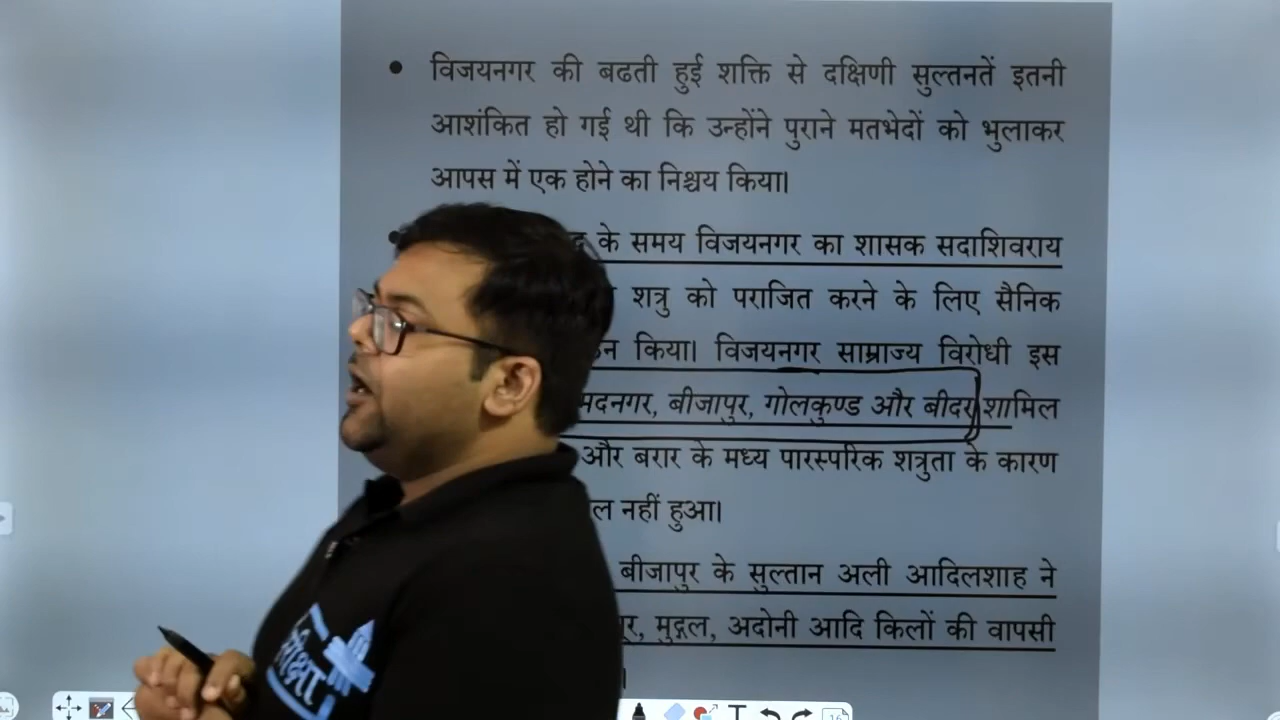 विजयनगर की बढती हुई शक्ति से दक्षिणी सुल्तनतें इतनी
आशंकित हो गई थी कि उन्होंने पुराने मतभेदों को भुलाकर
आपस में एक होने का निश्चय किया।
के समय विजयनगर का शासक सदाशिवराय
शत्रु को पराजित करने के लिए सैनिक
किया। विजयनगर साम्राज्य विरोधी इस
मदनगर, बीजापुर, गोलकुण्ड और बीदर शामिल
और बरार के मध्य पारस्परिक शत्रुता के कारण
ल नहीं हुआ।
बीजापुर के सुल्तान अली आदिलशाह ने
र, मुद्गल, अदोनी आदि किलों की वापसी